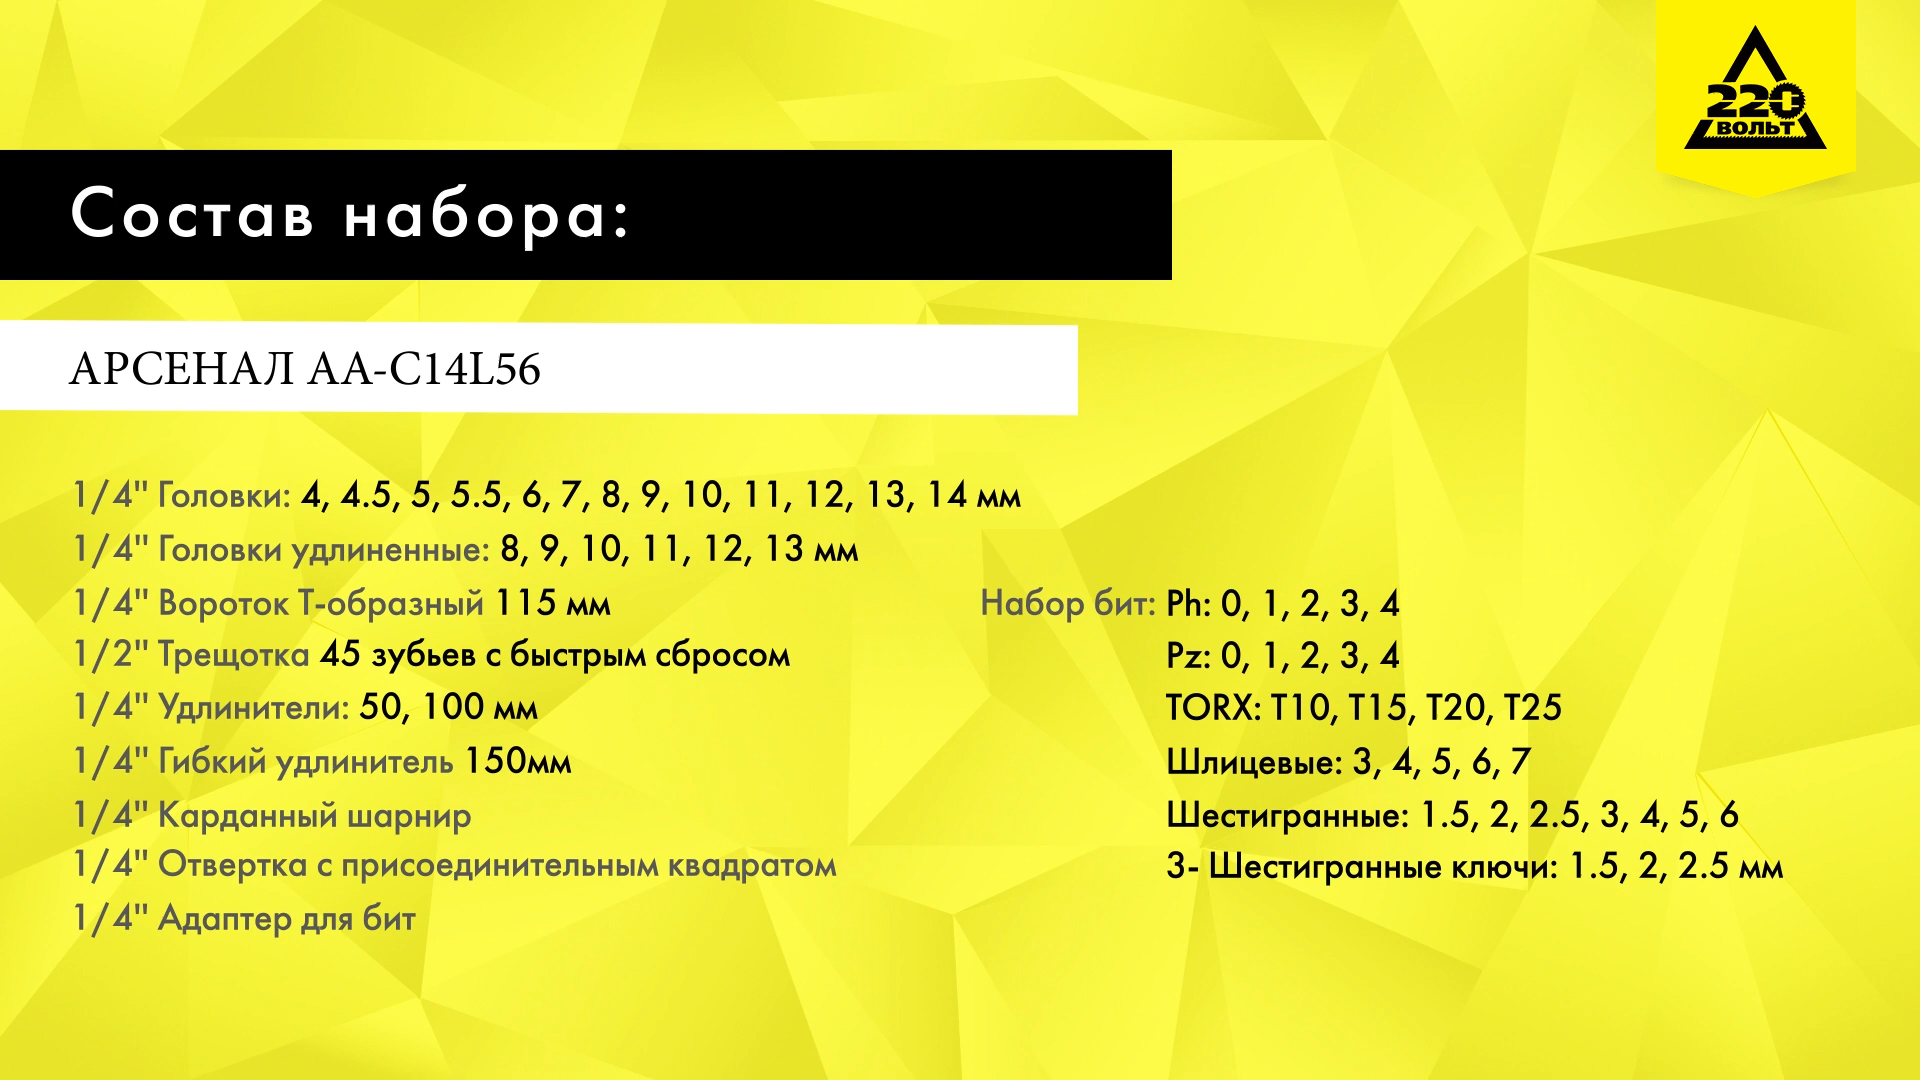 220
ВОЛЬТ
Состав набора:
АРСЕНАЛ AA-C14L56
1/4" Головки: 4, 4.5, 5, 5.5, 6, 7, 8, 9, 10, 11, 12, 13, 14 мм
1/4" Головки удлиненные: 8, 9, 10, 11, 12, 13 мм
1/4" Вороток Т-образный 115 мм
1/2" Трещотка 45 зубьев с быстрым сбросом
1/4" Удлинители: 50, 100 мм
1/4" Гибкий удлинитель 150мм
1/4" Карданный шарнир
1/4" Отвертка с присоединительным квадратом
1/4" Адаптер для бит
Набор бит: Ph: 0, 1, 2, 3, 4
Pz: 0, 1, 2, 3, 4
TORX: T10, T15, T20, T25
Шлицевые: 3, 4, 5, 6, 7
Шестигранные: 1.5, 2, 2.5, 3, 4, 5, 6
3- Шестигранные ключи: 1.5, 2, 2.5 мм